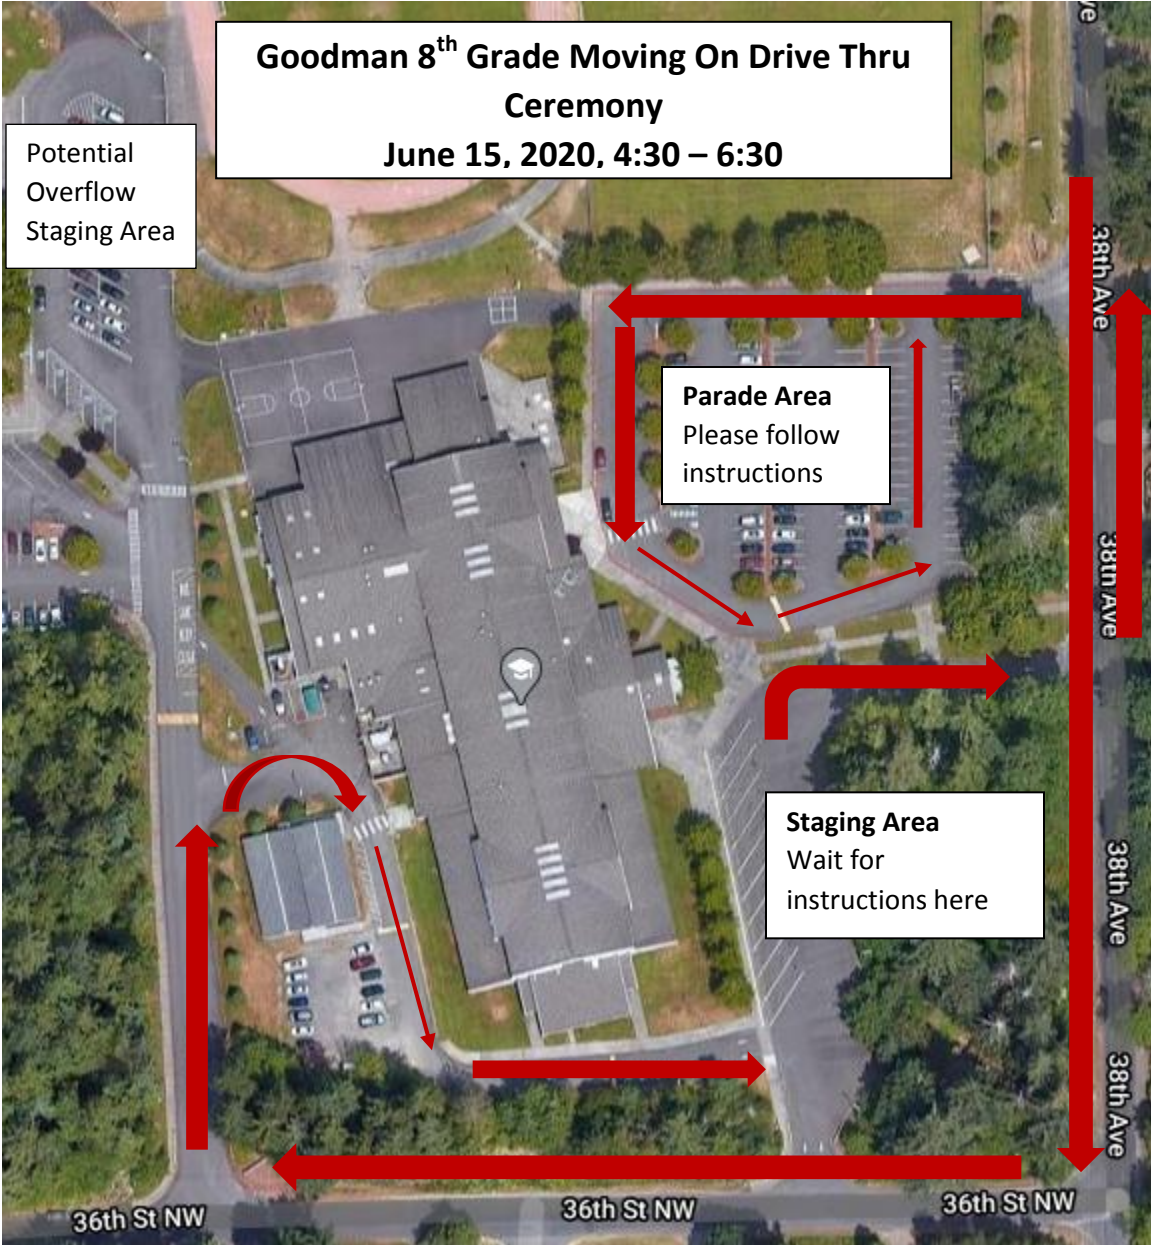 Goodman 8th Grade Moving On Drive Thru
Ceremony
June 15, 2020, 4:30 – 6:30
Potential
Overflow
Staging Area
Ave
38th Ave
Parade Area
Please follow
instructions
38th Ave
Staging Area
Wait for
instructions here
38th Ave
38th Ave
36th St NW
36th St NW
36th St NW